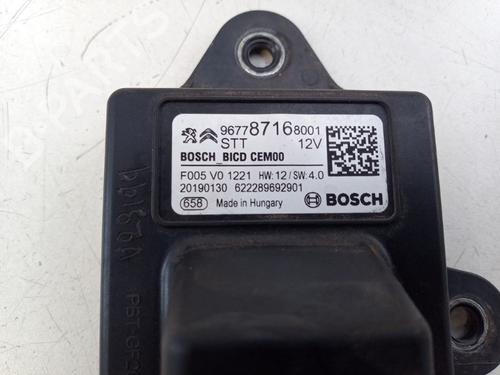 96778716 8001
STT 12V
BOSCH_BICD CEM00
F005 V0 1221 HW: 12 / SW: 4.0
20190130 622289692901
658 Made in Hungary BOSCH